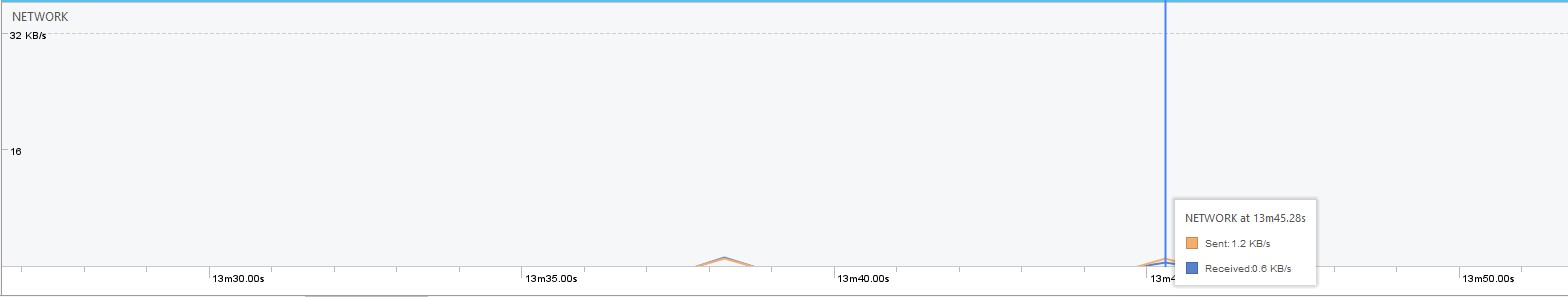 NETWORK
32 KB/s
16
NETWORK at 13m45.28s
Sent: 1.2 KB/s
Received:0.6 KB/s
13m30.00s
13m35.00s
13m40.00s
13m4
13m50.00s